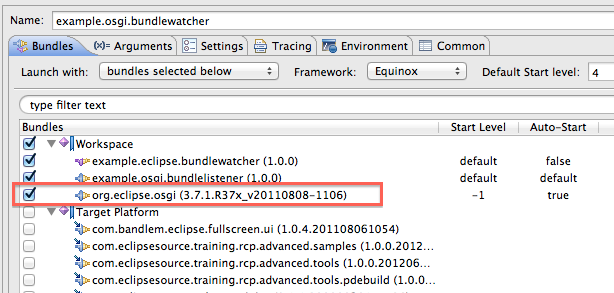 Name: example.osgi.bundlewatcher
Bundles (x)= Arguments Settings Tracing Environment Common
Launch with: bundles selected below Framework: Equinox Default Start level: 4
type filter text
Bundles Start Level Auto-Start
Workspace
example.eclipse.bundlewatcher (1.0.0) default false
example.osgi.bundlelistener (1.0.0) default default
org.eclipse.osgi (3.7.1.R37x_v20110808-1106) -1 true
Target Platform
com.bandlem.eclipse.fullscreen.ui (1.0.4.201108061054)
com.eclipsesource.training.rcp.advanced.samples (1.0.0.2012…
com.eclipsesource.training.rcp.advanced.tools (1.0.0.201206…
com.eclipsesource.training.rcp.advanced.tools.pdebuild (1.0.…